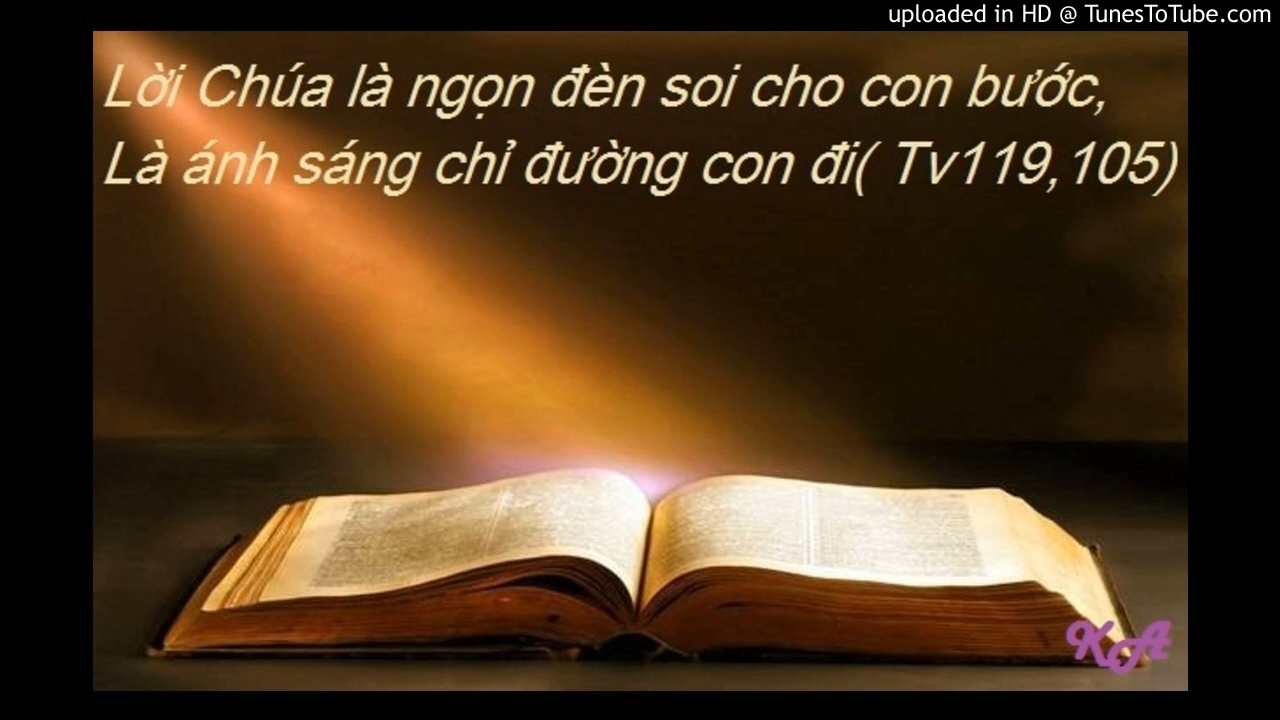 uploaded in HD @ TunesToTube.com
Lời Chúa là ngọn đèn soi cho con bước,
Là ánh sáng chỉ đường con đi( Tv119,105)
KA